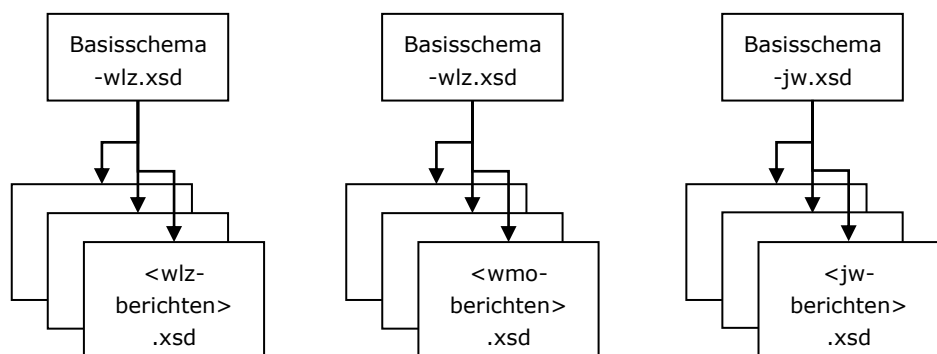 Basisschema
-wlz.xsd
Basisschema
-wlz.xsd
Basisschema
-jw.xsd
<wlz-
berichten>
.xsd
<wmo-
berichten>
.xsd
<jw-
berichten>
.xsd